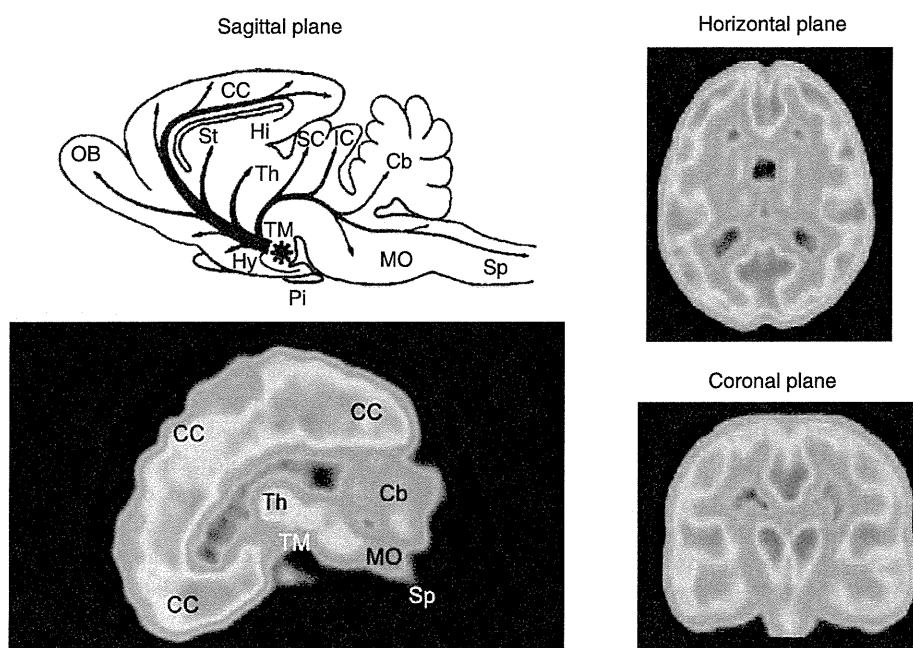 Sagittal plane
CC
OB
St
Hi
SC
IC
Th
Cb
TM
Hy
MO
Sp
Pi
CC
CC
Th
Cb
TM
MO
CC
Sp
Horizontal plane
Coronal plane